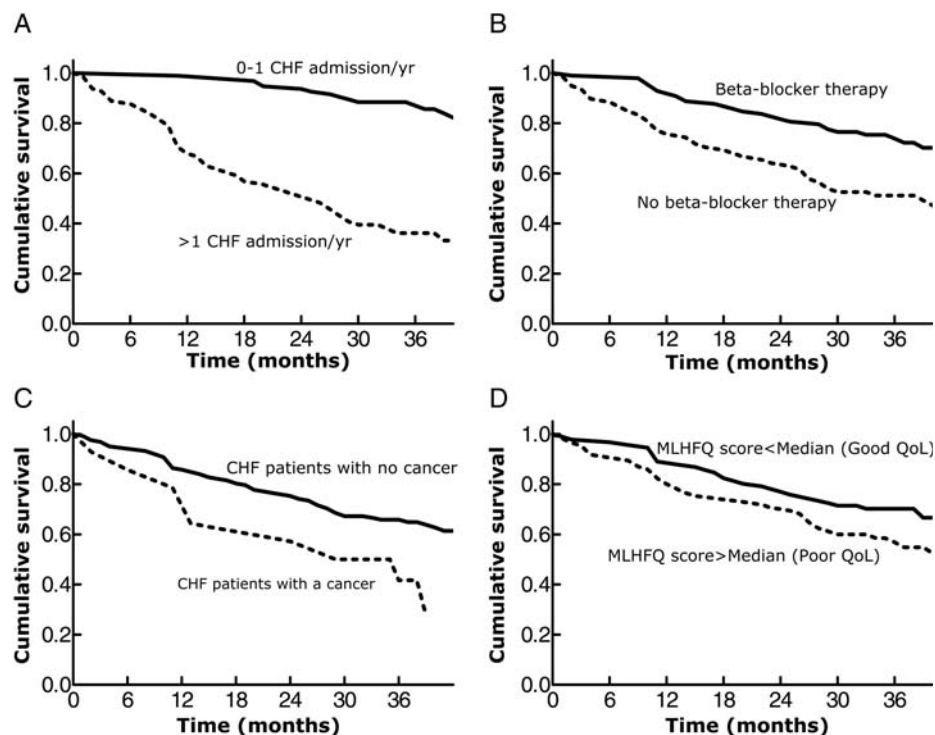 A
Cumulative survival
1.0
0.8
0.6
0.4
0.2
0.0
0-1 CHF admission/yr
>1 CHF admission/yr
0 6 12 18 24 30 36
Time (months)
B
Cumulative survival
1.0
0.8
0.6
0.4
0.2
0.0
Beta-blocker therapy
No beta-blocker therapy
0 6 12 18 24 30 36
Time (months)
C
Cumulative survival
1.0
0.8
0.6
0.4
0.2
0.0
CHF patients with no cancer
CHF patients with a cancer
0 6 12 18 24 30 36
Time (months)
D
Cumulative survival
1.0
0.8
0.6
0.4
0.2
0.0
MLHFQ score<Median (Good QoL)
MLHFQ score>Median (Poor QoL)
0 6 12 18 24 30 36
Time (months)